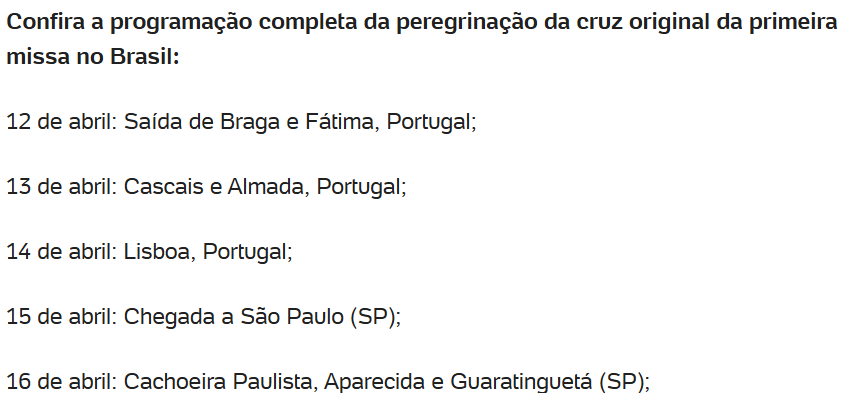 Confira a programação completa da peregrinação da cruz original da primeira
missa no Brasil:
12 de abril: Saída de Braga e Fátima, Portugal;
13 de abril: Cascais e Almada, Portugal;
14 de abril: Lisboa, Portugal;
15 de abril: Chegada a São Paulo (SP);
16 de abril: Cachoeira Paulista, Aparecida e Guaratinguetá (SP);